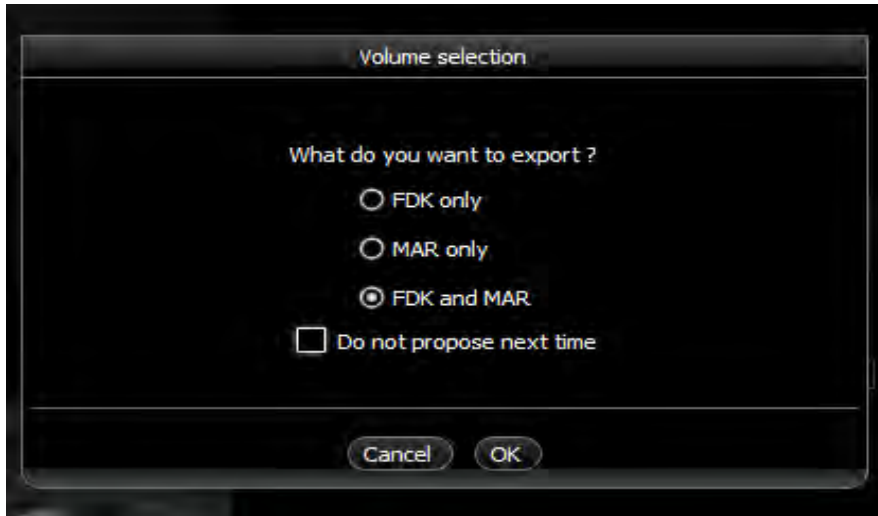 Volume selection
What do you want to export ?
FDK only
MAR only
FDK and MAR
Do not propose next time
Cancel OK